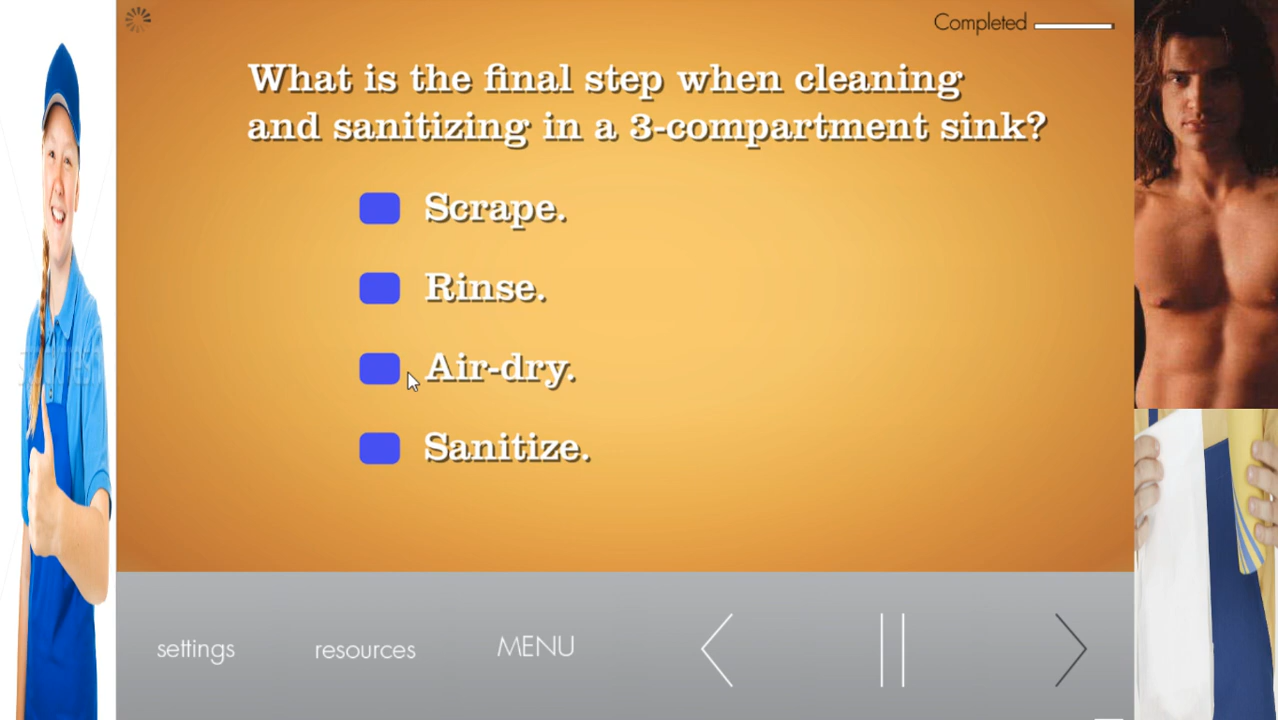 Completed
What is the final step when cleaning
and sanitizing in a 3-compartment sink?
Scrape.
Rinse.
Air-dry.
Sanitize.
settings
resources
MENU